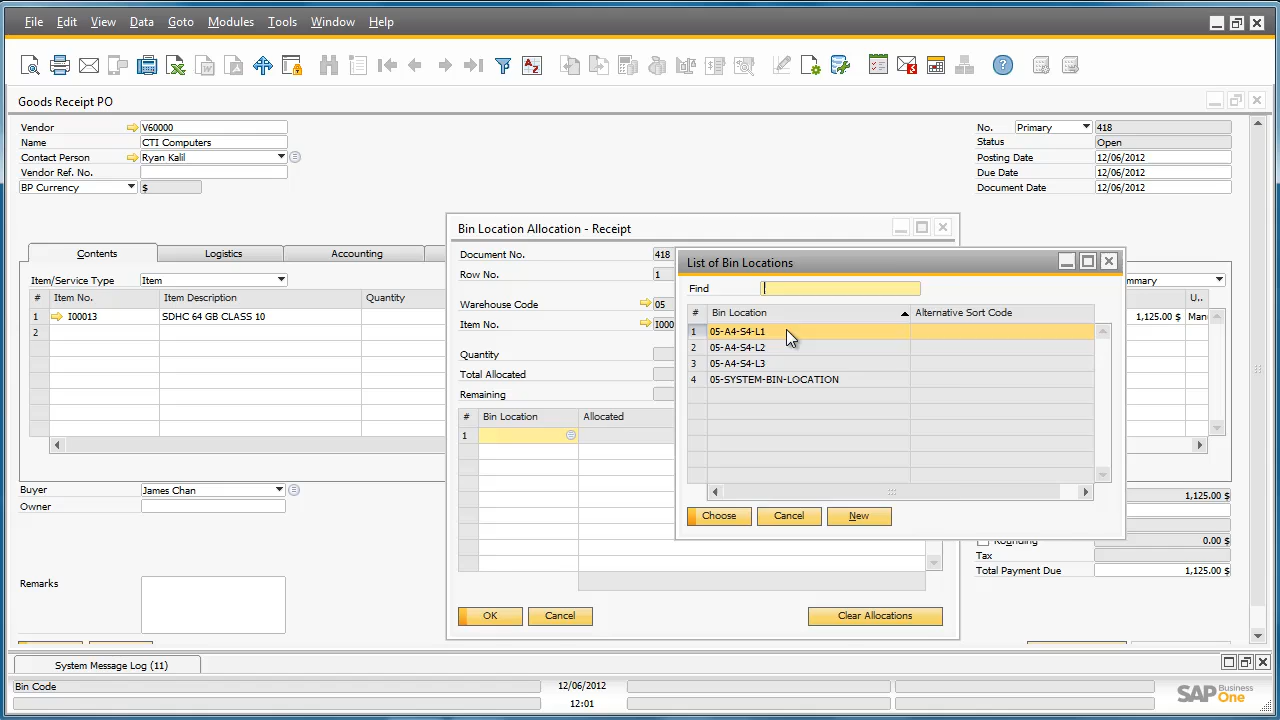 File Edit View Data Goto Modules Tools Window Help
Goods Receipt PO
Vendor V60000
Name CTI Computers
Contact Person Ryan Kalil
Vendor Ref. No.
BP Currency $
No. Primary 418
Status Open
Posting Date 12/06/2012
Due Date 12/06/2012
Document Date 12/06/2012
Contents Logistics Accounting
Item/Service Type Item
mmary
# Item No. Item Description Quantity
U..
1 I00013 SDHC 64 GB CLASS 10
1,125.00 $ Man
2
Bin Location Allocation - Receipt
Document No. 418
Row No. 1
Warehouse Code 05
Item No. I000
Quantity
Total Allocated
Remaining
# Bin Location Allocated
1
OK Cancel Clear Allocations
List of Bin Locations
Find
# Bin Location Alternative Sort Code
1 05-A4-S4-L1
2 05-A4-S4-L2
3 05-A4-S4-L3
4 05-SYSTEM-BIN-LOCATION
Choose Cancel New
Buyer James Chan
Owner
Remarks
1,125.00 $
Rounding 0.00 $
Tax
Total Payment Due 1,125.00 $
System Message Log (11)
Bin Code
12/06/2012
12:01
SAP Business One